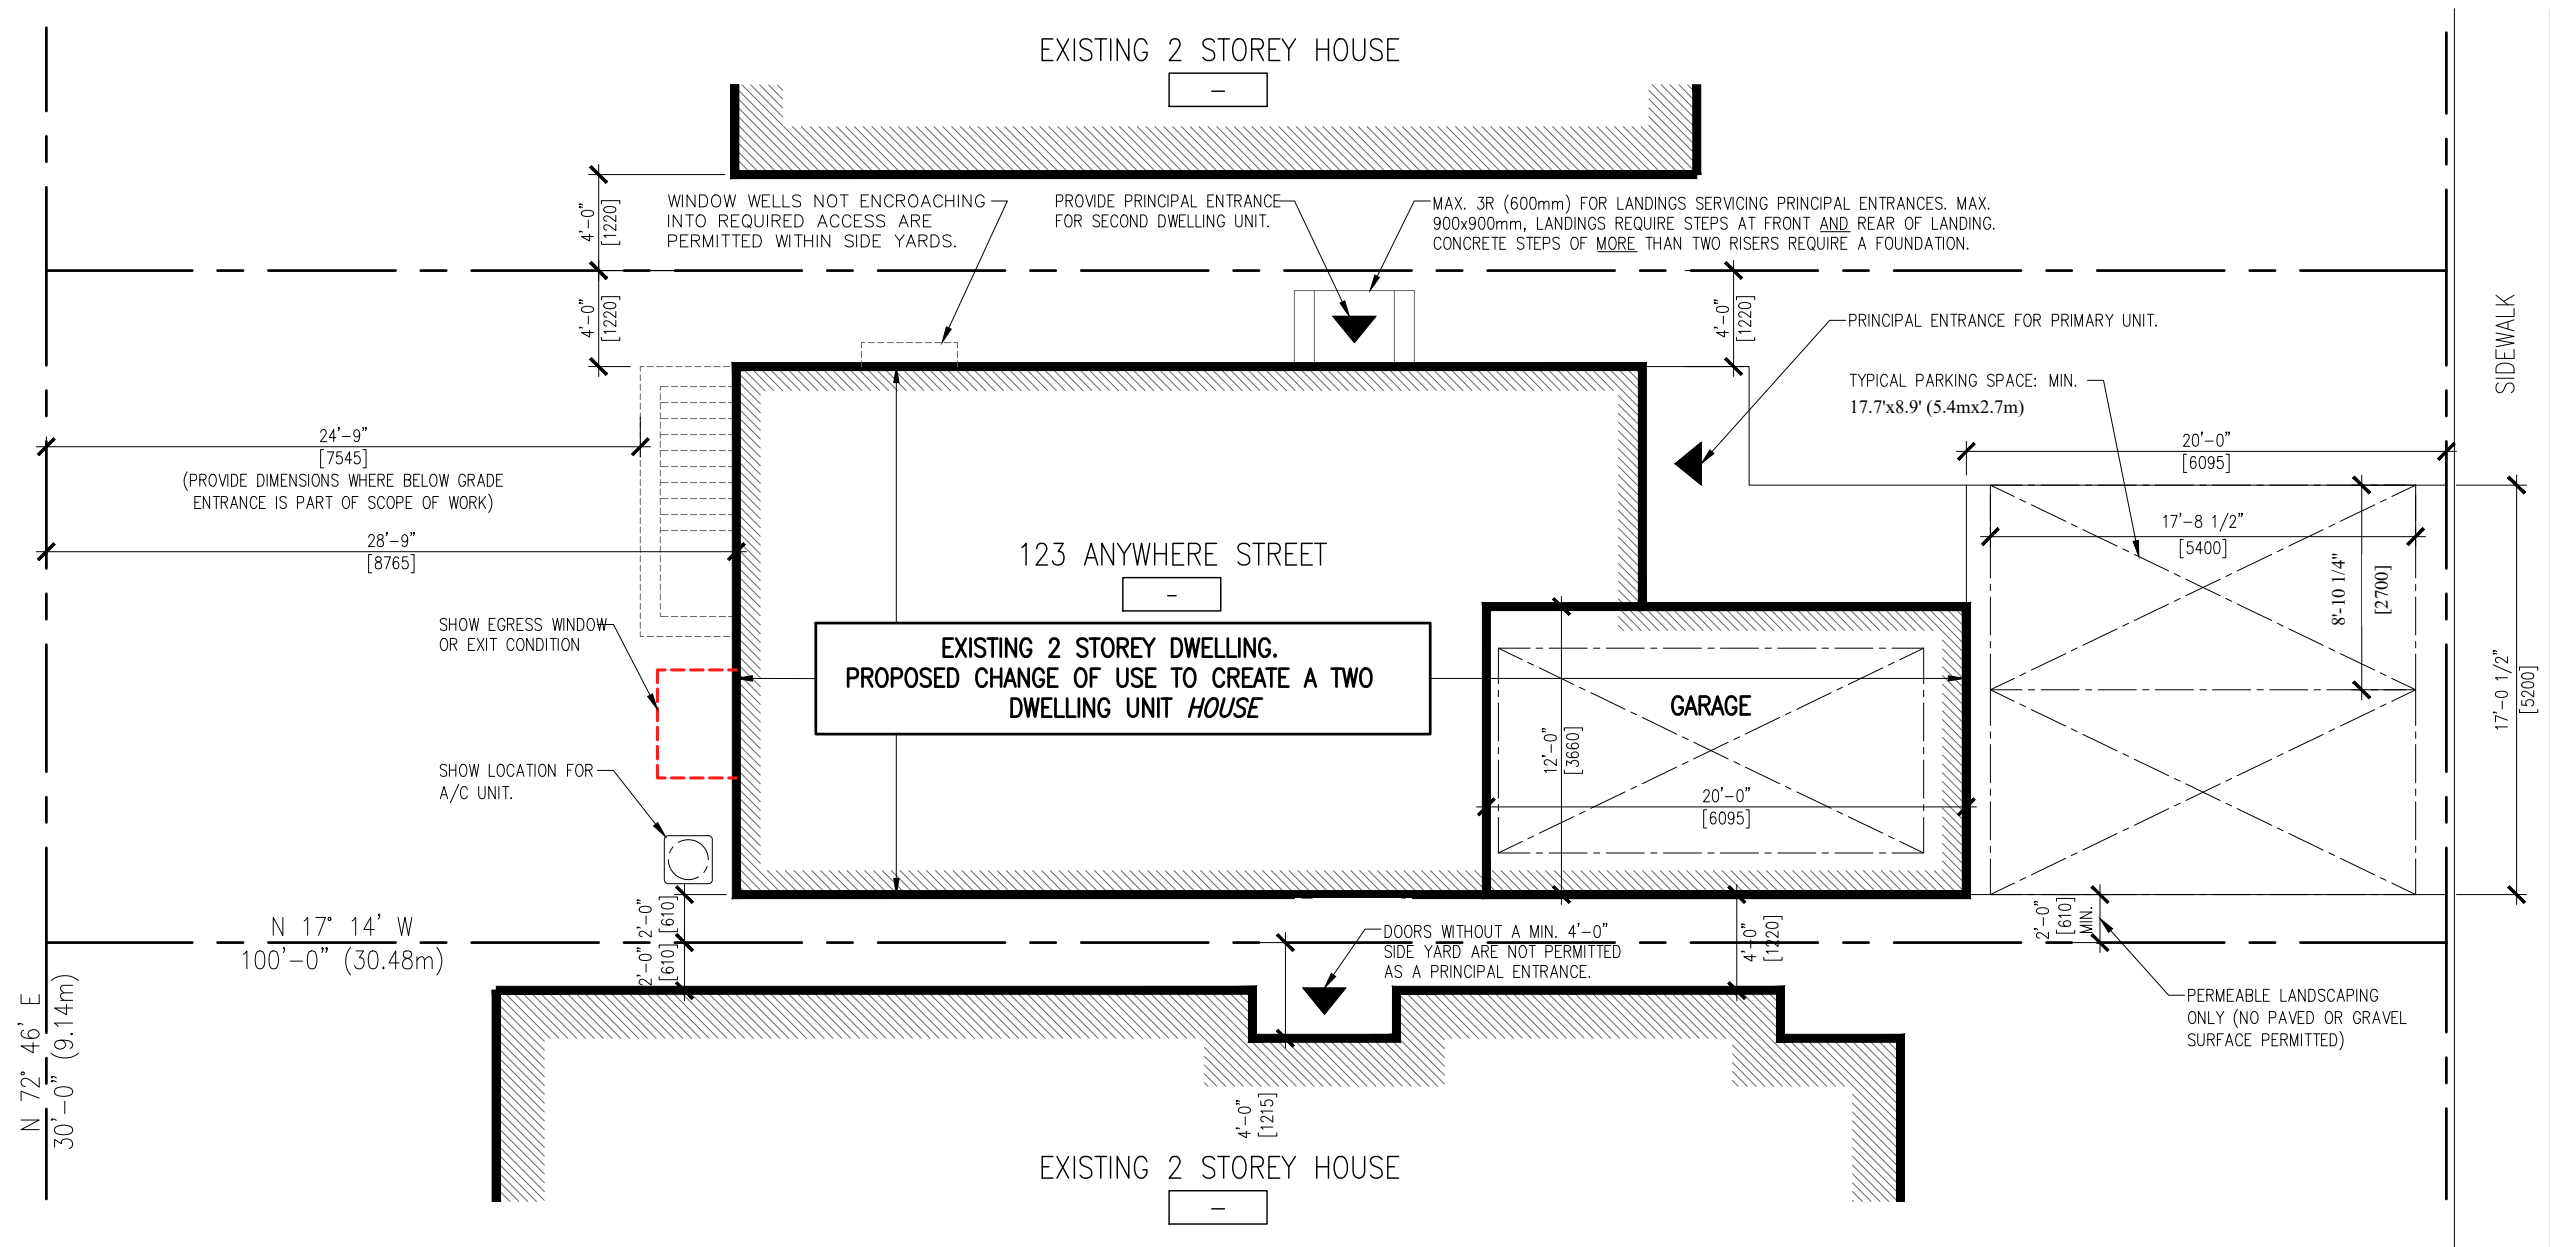 EXISTING 2 STOREY HOUSE
–
4'-0"
[1220]
WINDOW WELLS NOT ENCROACHING
INTO REQUIRED ACCESS ARE
PERMITTED WITHIN SIDE YARDS.
PROVIDE PRINCIPAL ENTRANCE
FOR SECOND DWELLING UNIT.
MAX. 3R (600mm) FOR LANDINGS SERVICING PRINCIPAL ENTRANCES. MAX.
900x900mm, LANDINGS REQUIRE STEPS AT FRONT AND REAR OF LANDING.
CONCRETE STEPS OF MORE THAN TWO RISERS REQUIRE A FOUNDATION.
4'-0"
[1220]
4'-0"
[1220]
PRINCIPAL ENTRANCE FOR PRIMARY UNIT.
SIDEWALK
TYPICAL PARKING SPACE: MIN.
17.7'x8.9' (5.4mx2.7m)
24'-9"
[7545]
(PROVIDE DIMENSIONS WHERE BELOW GRADE
ENTRANCE IS PART OF SCOPE OF WORK)
20'-0"
[6095]
28'-9"
[8765]
17'-8 1/2"
[5400]
8'-10 1/4"
[2700]
123 ANYWHERE STREET
–
SHOW EGRESS WINDOW
OR EXIT CONDITION
EXISTING 2 STOREY DWELLING.
PROPOSED CHANGE OF USE TO CREATE A TWO
DWELLING UNIT HOUSE
GARAGE
12'-0"
[3660]
20'-0"
[6095]
17'-0 1/2"
[5200]
SHOW LOCATION FOR
A/C UNIT.
2'-0"
[610]
2'-0"
[610]
N 17° 14' W
100'-0" (30.48m)
DOORS WITHOUT A MIN. 4'-0"
SIDE YARD ARE NOT PERMITTED
AS A PRINCIPAL ENTRANCE.
4'-0"
[1220]
2'-0"
[610]
MIN.
PERMEABLE LANDSCAPING
ONLY (NO PAVED OR GRAVEL
SURFACE PERMITTED)
N 72° 46' E
30'-0" (9.14m)
4'-0"
[1215]
EXISTING 2 STOREY HOUSE
–